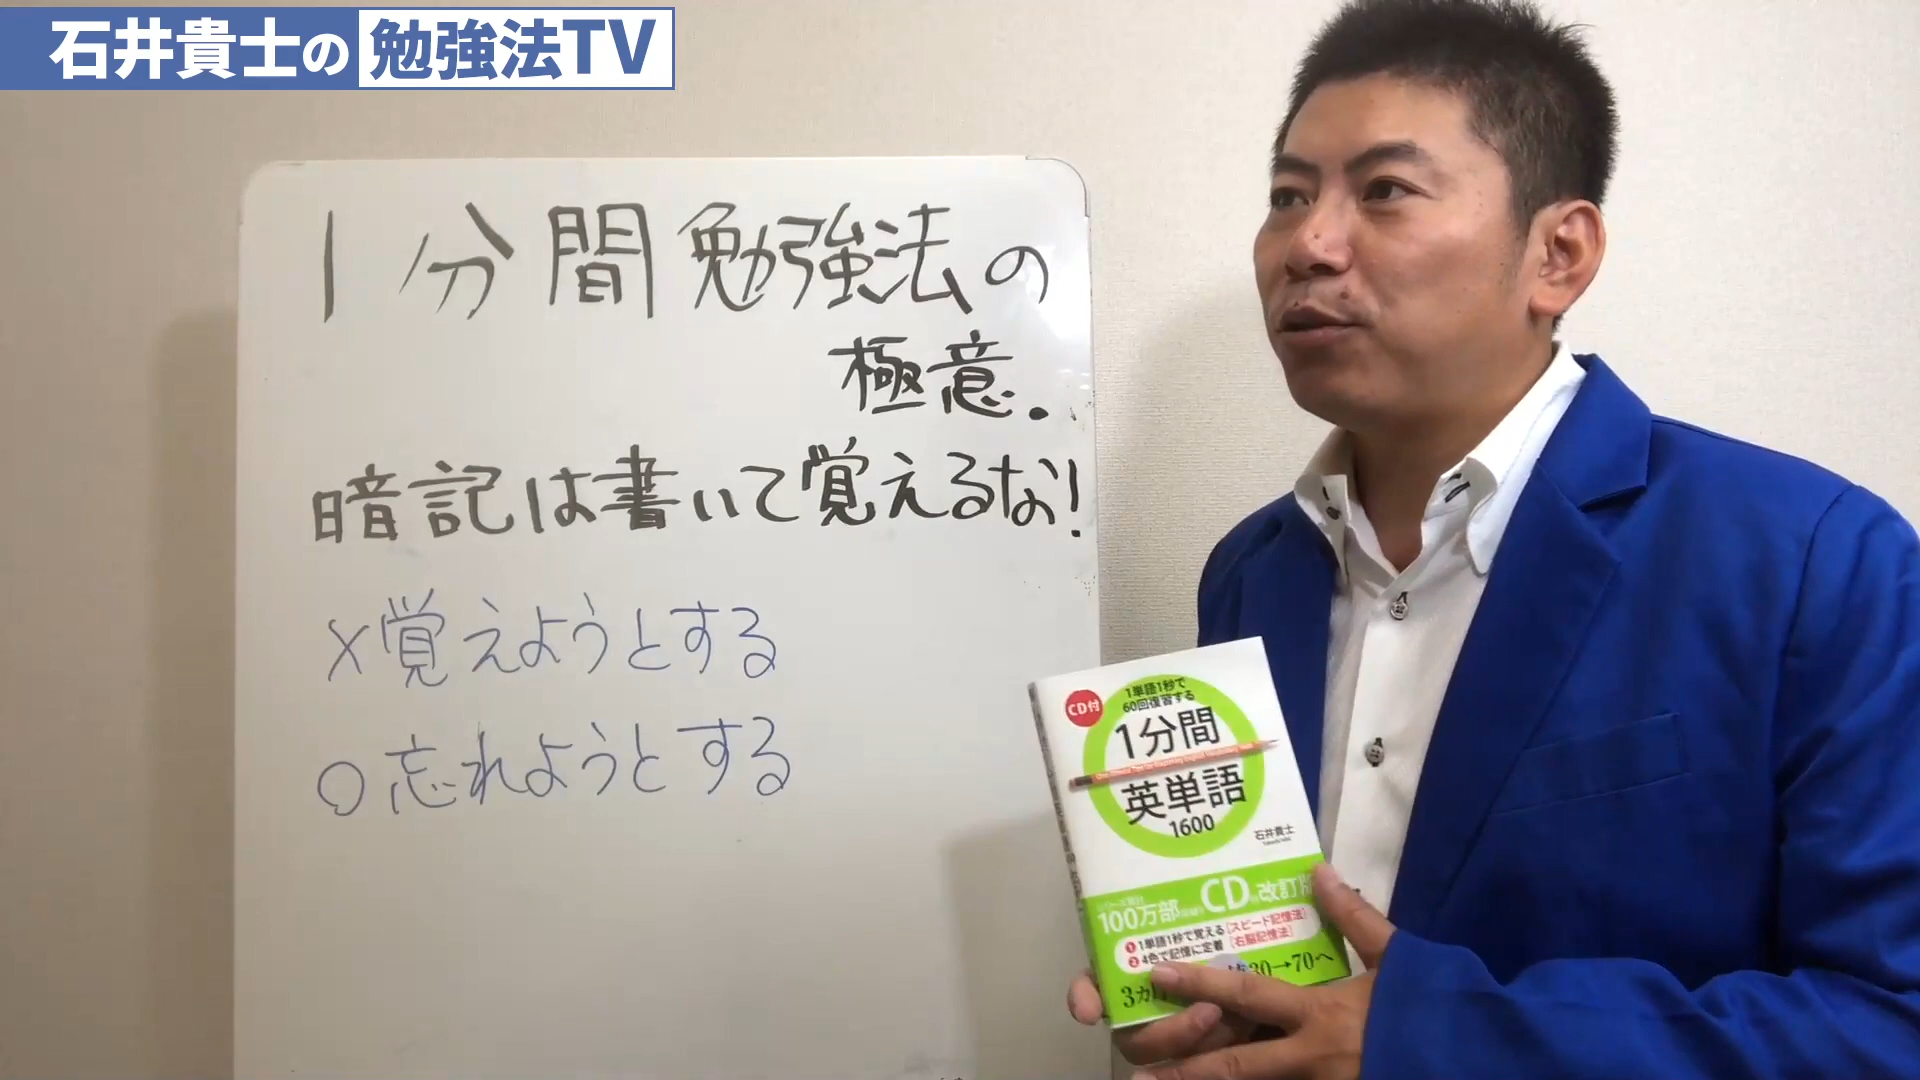 石井貴士の勉強法TV
1分間勉強法の
極意.
暗記は書いて覚えるな!
×覚えようとする
○忘れようとする
CD付
1単語1秒で
60回復習する
1分間
英単語
1600
石井貴士
100万部
CD付改訂版
❶1単語1秒で覚える[スピード記憶法]
❷4色で記憶に定着[右脳記憶法]
30→70へ